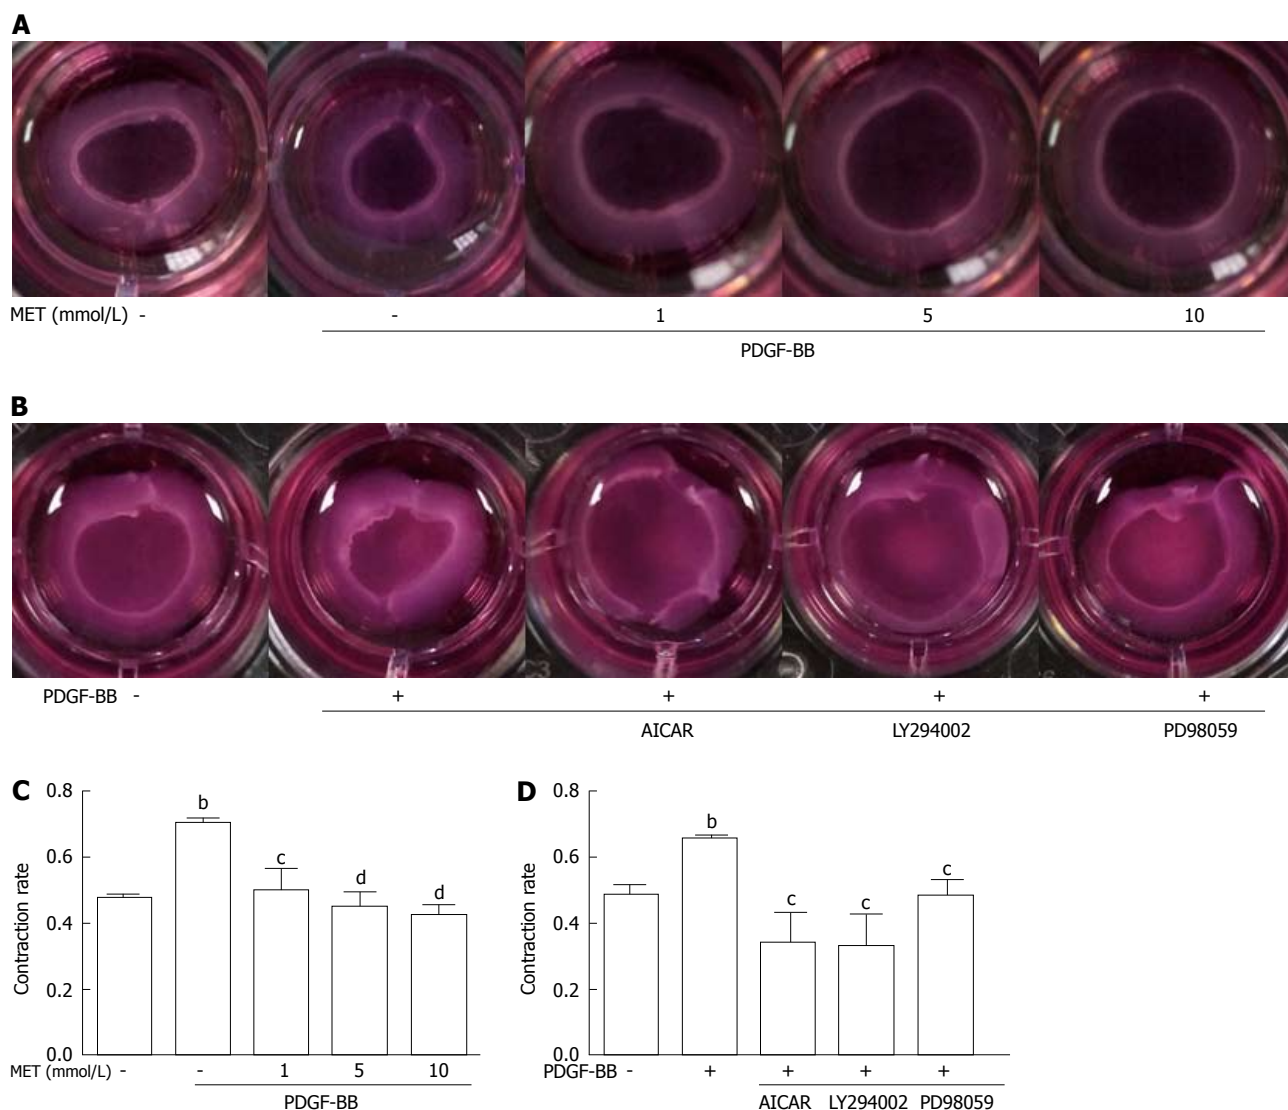 A
MET (mmol/L) - - 1 5 10
PDGF-BB
B
PDGF-BB - + + + +
AICAR LY294002 PD98059
C
0.8
0.6
0.4
0.2
0.0
Contraction rate
b
c
d
d
MET (mmol/L) - - 1 5 10
PDGF-BB
D
0.8
0.6
0.4
0.2
0.0
Contraction rate
b
c
c
c
PDGF-BB - + + + +
AICAR LY294002 PD98059